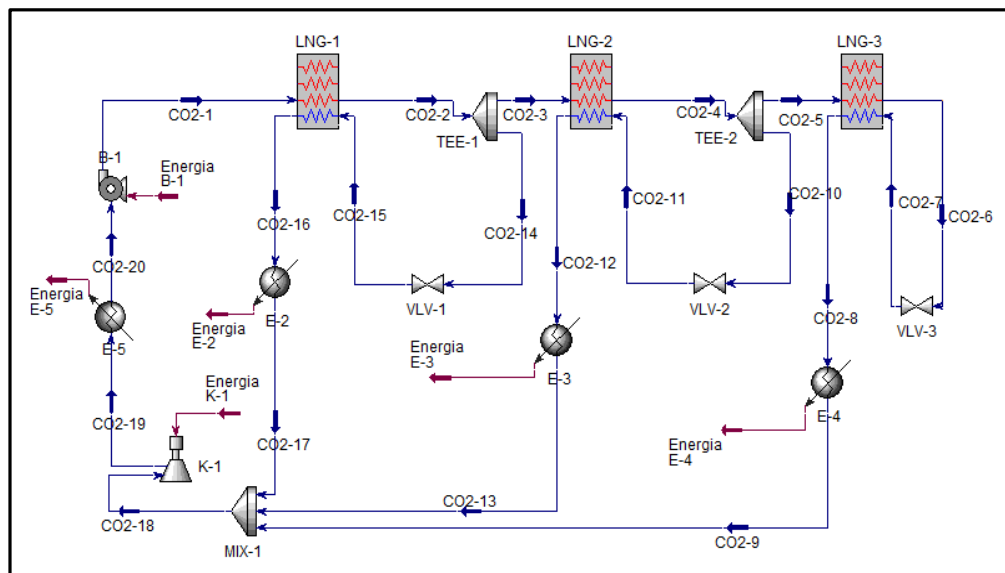 LNG-1
LNG-2
LNG-3
CO2-1
CO2-2
TEE-1
CO2-3
CO2-4
TEE-2
CO2-5
B-1
Energia
B-1
CO2-16
CO2-15
CO2-14
CO2-11
CO2-10
CO2-7
CO2-6
CO2-20
CO2-12
Energia
E-5
E-5
E-2
Energia
E-2
VLV-1
VLV-2
CO2-8
VLV-3
Energia
E-3
E-3
Energia
K-1
CO2-19
CO2-17
K-1
E-4
Energia
E-4
CO2-18
MIX-1
CO2-13
CO2-9